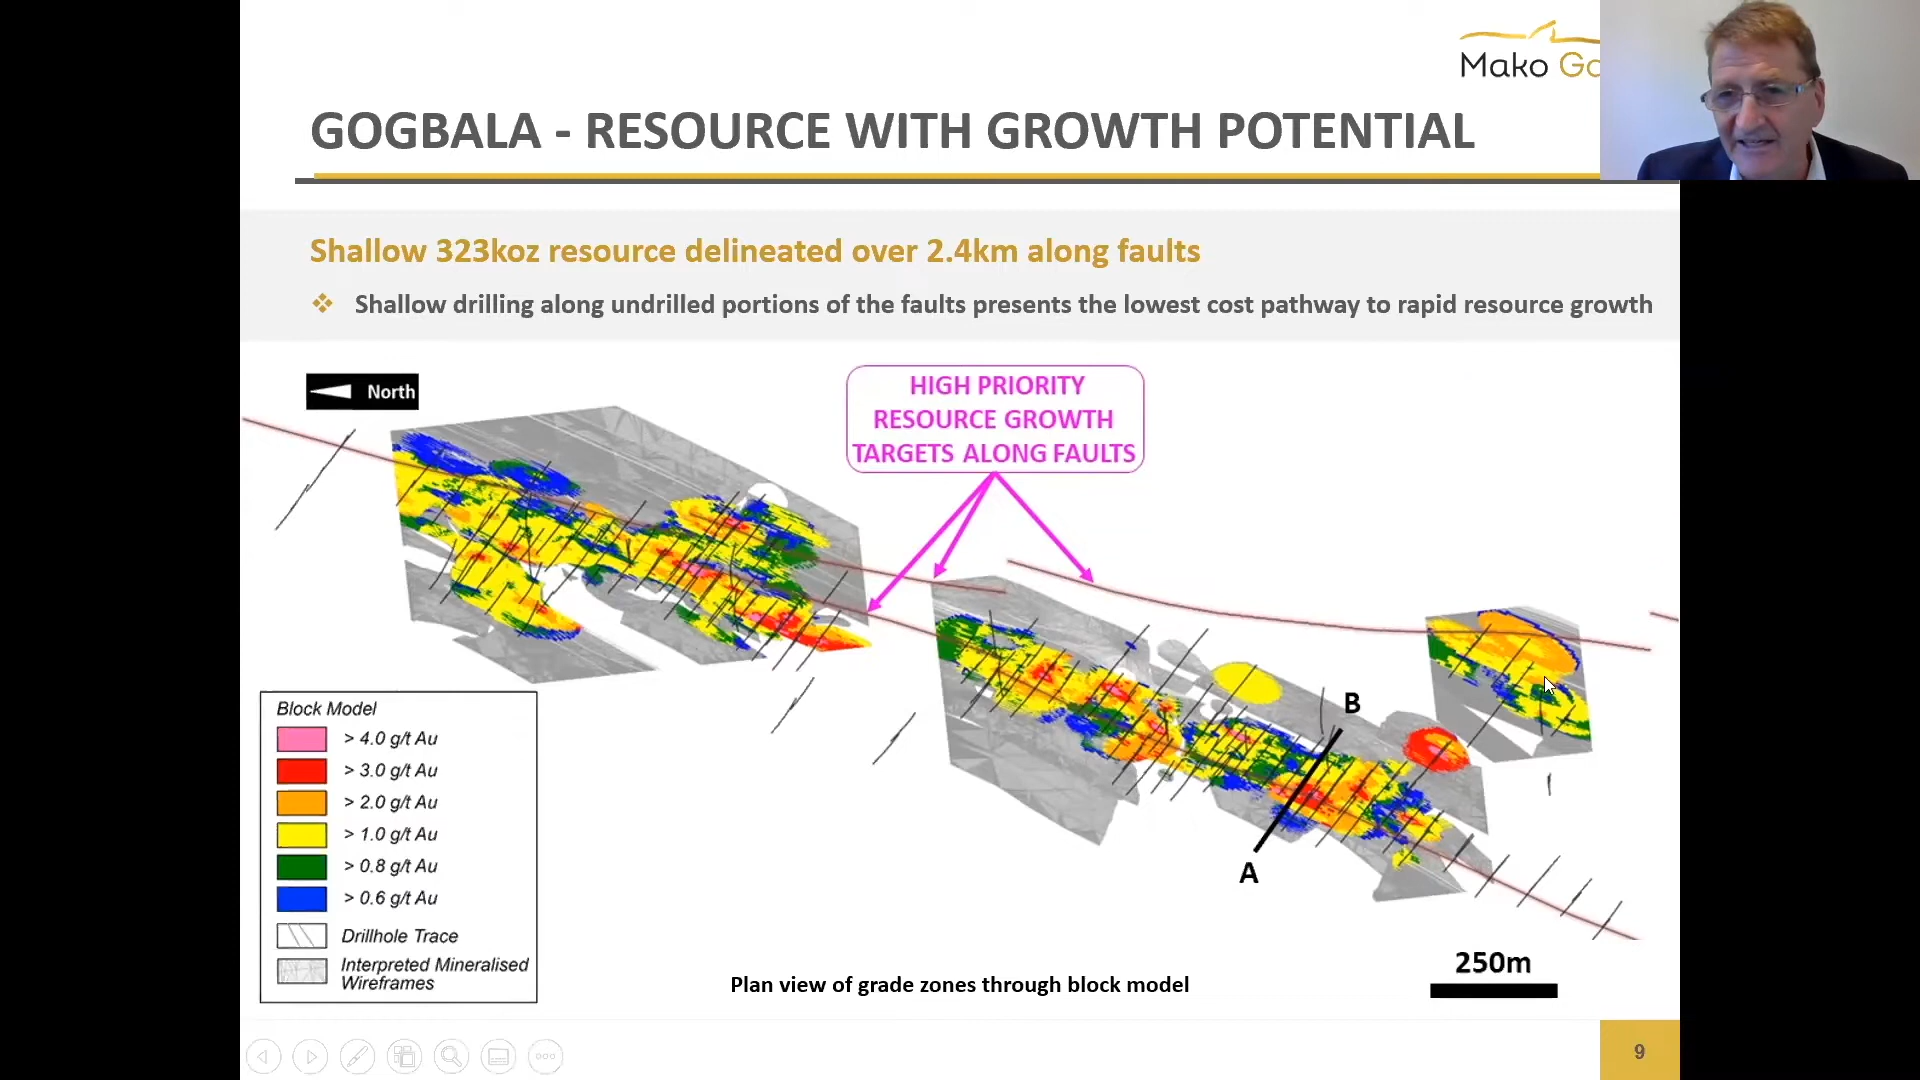 Mako Go
GOGBALA - RESOURCE WITH GROWTH POTENTIAL
Shallow 323koz resource delineated over 2.4km along faults
Shallow drilling along undrilled portions of the faults presents the lowest cost pathway to rapid resource growth
North
HIGH PRIORITY
RESOURCE GROWTH
TARGETS ALONG FAULTS
B
A
Block Model
> 4.0 g/t Au
> 3.0 g/t Au
> 2.0 g/t Au
> 1.0 g/t Au
> 0.8 g/t Au
> 0.6 g/t Au
Drillhole Trace
Interpreted Mineralised
Wireframes
250m
Plan view of grade zones through block model
9